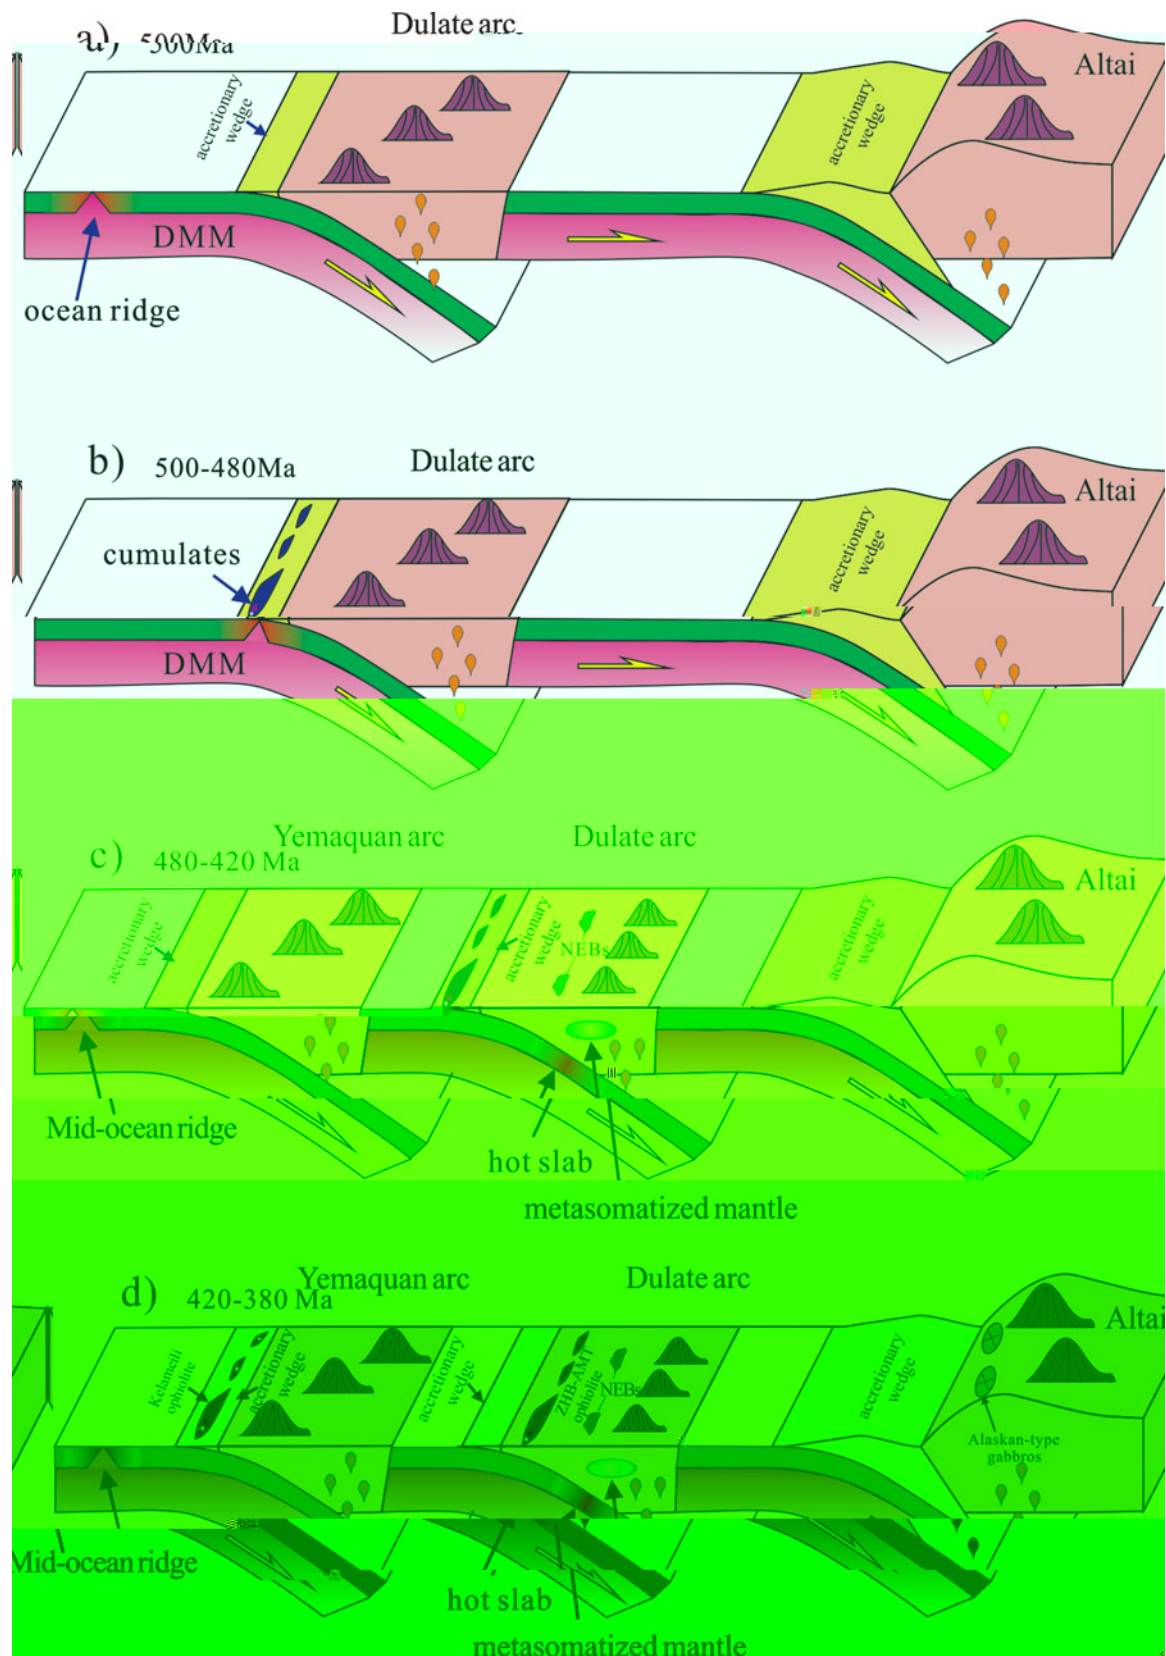 Dulate arc
a) 500Ma
Altai
accretionary
wedge
accretionary
wedge
DMM
ocean ridge
b) 500-480Ma
Dulate arc
Altai
accretionary
wedge
cumulates
DMM
Yemaquan arc
Dulate arc
c) 480-420 Ma
Altai
accretionary
wedge
accretionary
wedge
NEBs
accretionary
wedge
Mid-ocean ridge
hot slab
metasomatized mantle
Yemaquan arc
Dulate arc
d) 420-380 Ma
Altai
Kelameili
ophiolite
accretionary
wedge
accretionary
wedge
ZHB-AMT
ophiolite
NEBs
accretionary
wedge
Alaskan-type
gabbros
Mid-ocean ridge
hot slab
metasomatized mantle